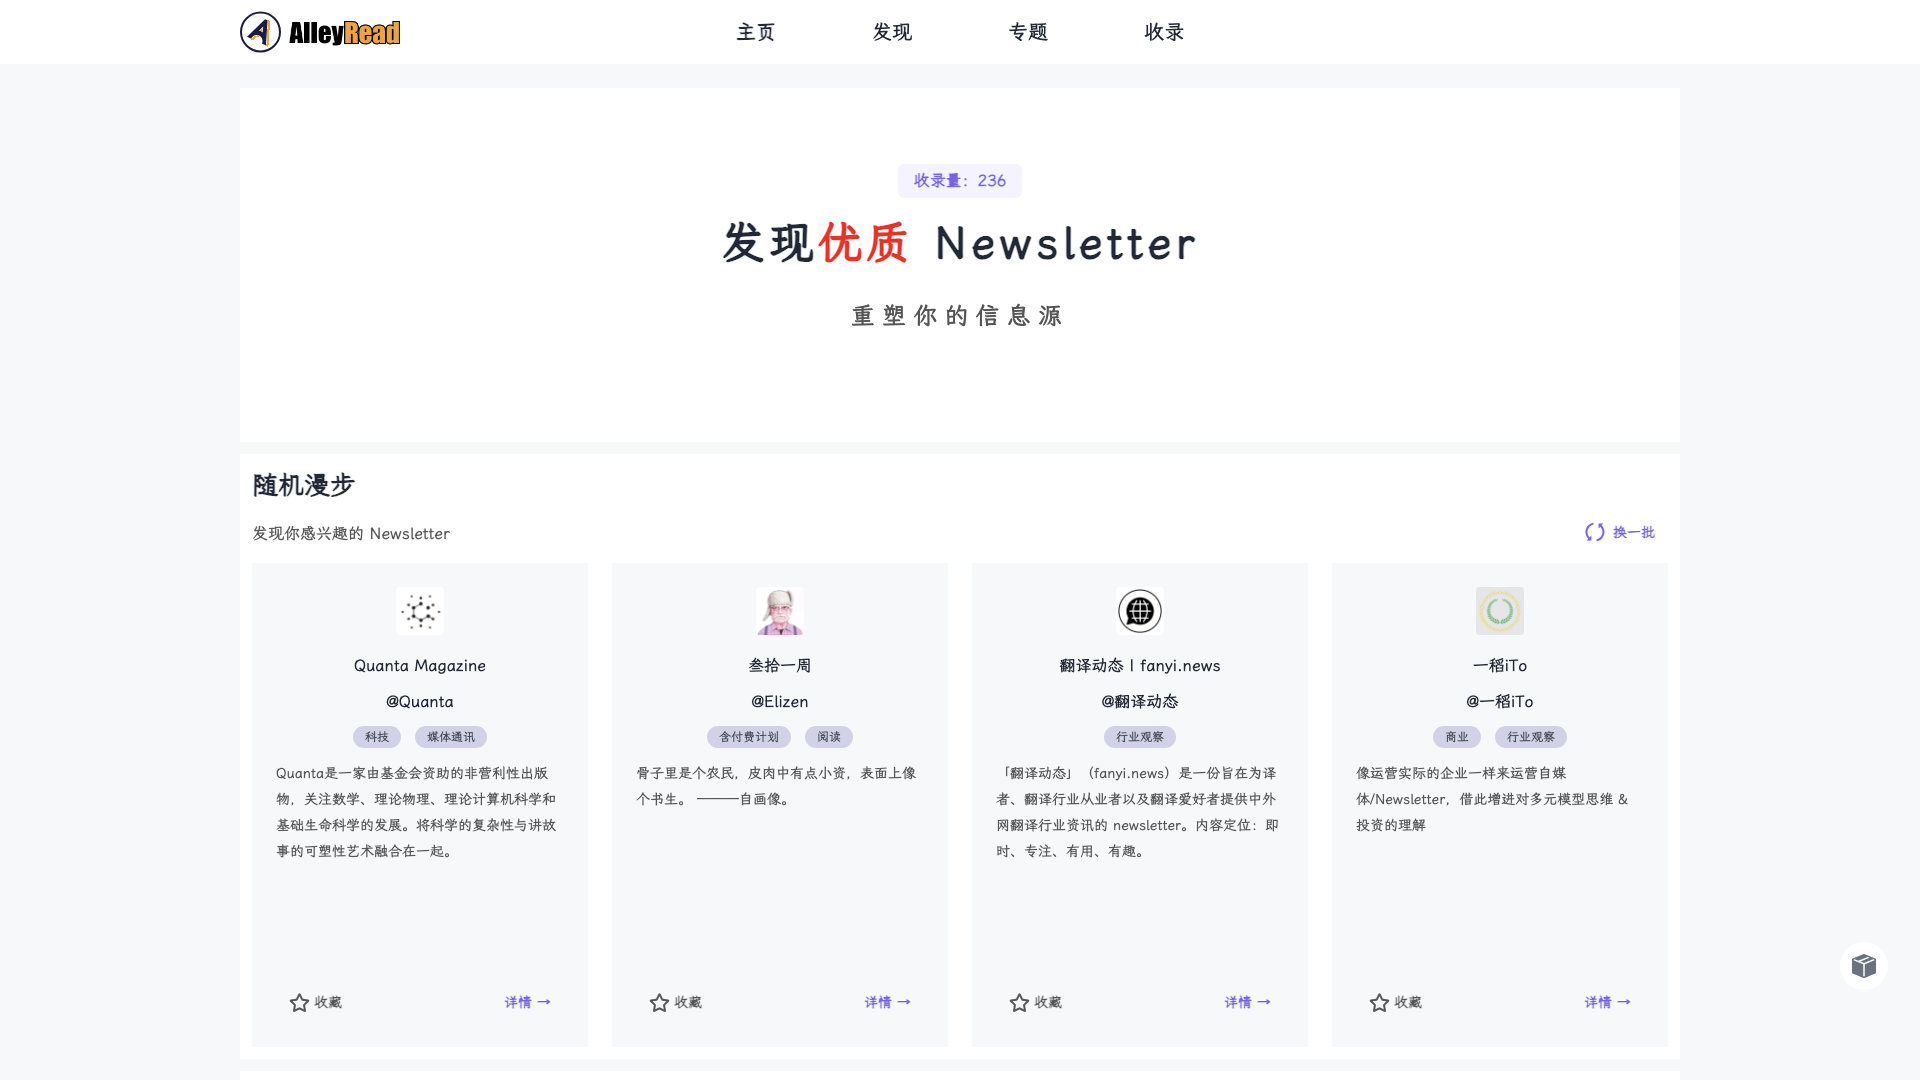 AlleyRead
主页
发现
专题
收录
收录量：236
发现优质 Newsletter
重塑你的信息源
随机漫步
发现你感兴趣的 Newsletter
换一批
Quanta Magazine
@Quanta
科技
媒体通讯
Quanta是一家由基金会资助的非营利性出版
物，关注数学、理论物理、理论计算机科学和
基础生命科学的发展。将科学的复杂性与讲故
事的可塑性艺术融合在一起。
收藏
详情 →
叁拾一周
@Elizen
含付费计划
阅读
骨子里是个农民，皮肉中有点小资，表面上像
个书生。 ———自画像。
收藏
详情 →
翻译动态 | fanyi.news
@翻译动态
行业观察
「翻译动态」（fanyi.news）是一份旨在为译
者、翻译行业从业者以及翻译爱好者提供中外
网翻译行业资讯的 newsletter。内容定位：即
时、专注、有用、有趣。
收藏
详情 →
一稻iTo
@一稻iTo
商业
行业观察
像运营实际的企业一样来运营自媒
体/Newsletter，借此增进对多元模型思维 &
投资的理解
收藏
详情 →